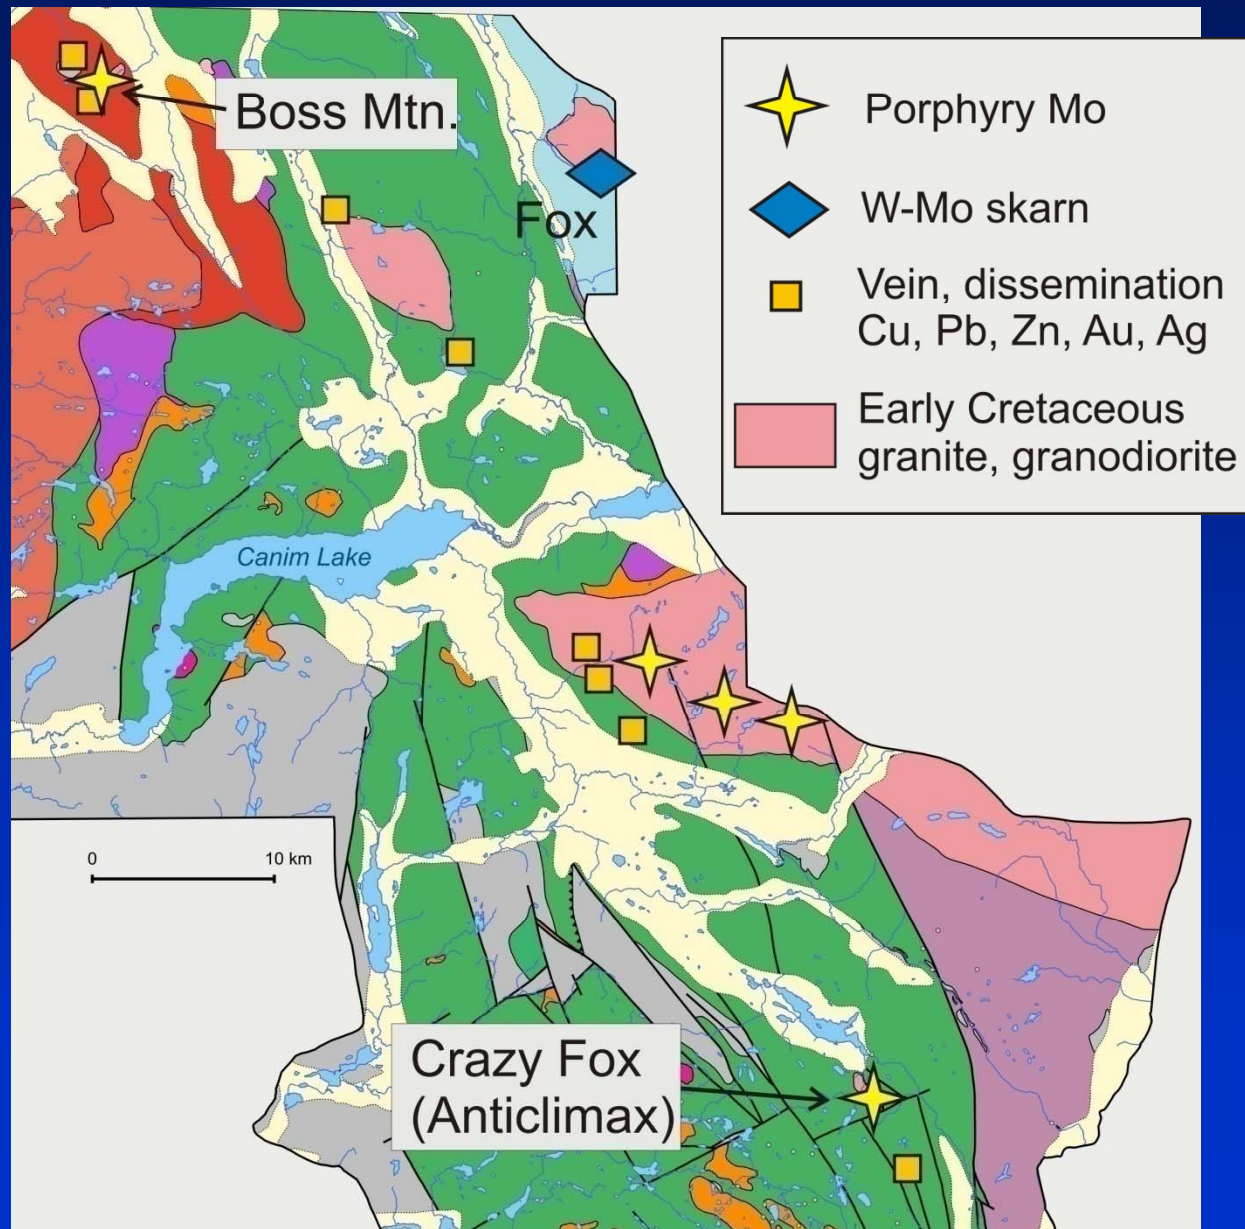 Boss Mtn.
Fox
Canim Lake
0 10 km
Crazy Fox
(Anticlimax)
Porphyry Mo
W-Mo skarn
Vein, dissemination
Cu, Pb, Zn, Au, Ag
Early Cretaceous
granite, granodiorite